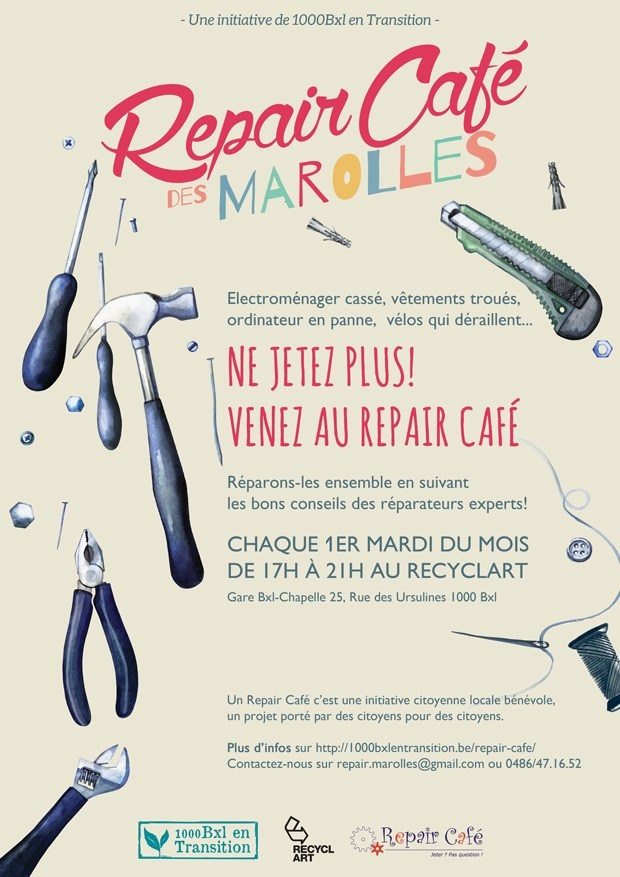 - Une initiative de 1000Bxl en Transition -
Repair Café
DES MAROLLES
Electroménager cassé, vêtements troués,
ordinateur en panne, vélos qui déraillent...
NE JETEZ PLUS!
VENEZ AU REPAIR CAFÉ
Réparons-les ensemble en suivant
les bons conseils des réparateurs experts!
CHAQUE 1ER MARDI DU MOIS
DE 17H À 21H AU RECYCLART
Gare Bxl-Chapelle 25, Rue des Ursulines 1000 Bxl
Un Repair Café c'est une initiative citoyenne locale bénévole,
un projet porté par des citoyens pour des citoyens.
Plus d'infos sur http://1000bxlentransition.be/repair-cafe/
Contactez-nous sur repair.marolles@gmail.com ou 0486/47.16.52
1000Bxl en
Transition
RECYCL
ART
Repair Café
Jeter ? Pas question !